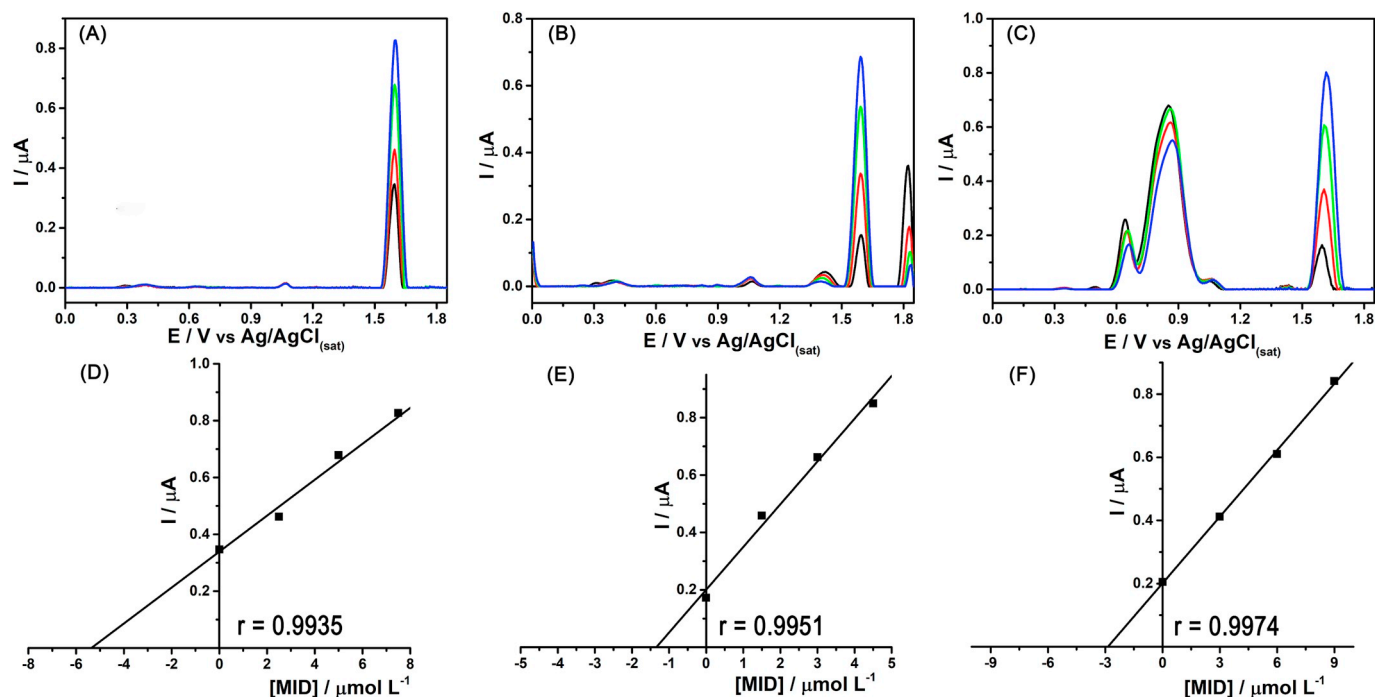 (A)
0.8
0.6
0.4
0.2
0.0
I / μA
0.0 0.3 0.6 0.9 1.2 1.5 1.8
E / V vs Ag/AgCl(sat)
(B)
0.8
0.6
0.4
0.2
0.0
I / μA
0.0 0.3 0.6 0.9 1.2 1.5 1.8
E / V vs Ag/AgCl(sat)
(C)
1.0
0.8
0.6
0.4
0.2
0.0
I / μA
0.0 0.3 0.6 0.9 1.2 1.5 1.8
E / V vs Ag/AgCl(sat)
(D)
1.0
0.8
0.6
0.4
0.2
I / μA
r = 0.9935
-8 -6 -4 -2 0 2 4 6 8
[MID] / μmol L-1
(E)
0.8
0.6
0.4
0.2
I / μA
r = 0.9951
-5 -4 -3 -2 -1 0 1 2 3 4 5
[MID] / μmol L-1
(F)
0.8
0.6
0.4
0.2
I / μA
r = 0.9974
-9 -6 -3 0 3 6 9
[MID] / μmol L-1